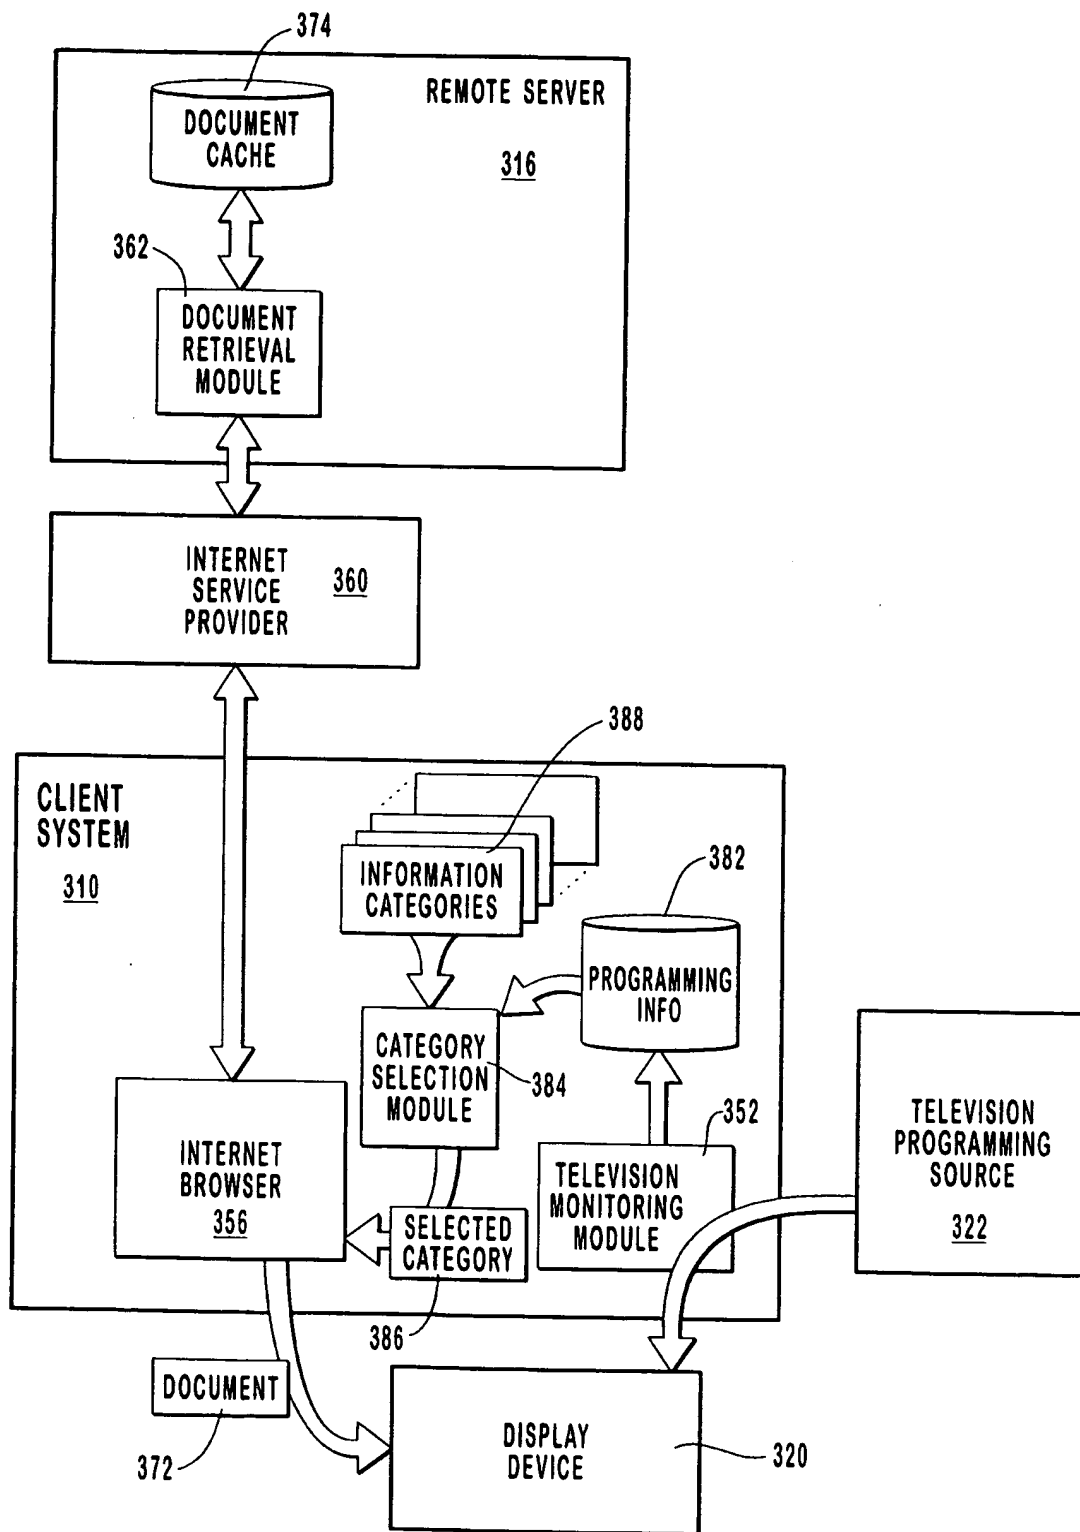 374
REMOTE SERVER
316
DOCUMENT
CACHE
362
DOCUMENT
RETRIEVAL
MODULE
INTERNET
SERVICE
PROVIDER
360
388
CLIENT
SYSTEM
310
INFORMATION
CATEGORIES
382
PROGRAMMING
INFO
CATEGORY
SELECTION
MODULE
384
352
TELEVISION
PROGRAMMING
SOURCE
322
INTERNET
BROWSER
356
TELEVISION
MONITORING
MODULE
SELECTED
CATEGORY
386
DOCUMENT
372
DISPLAY
DEVICE
320